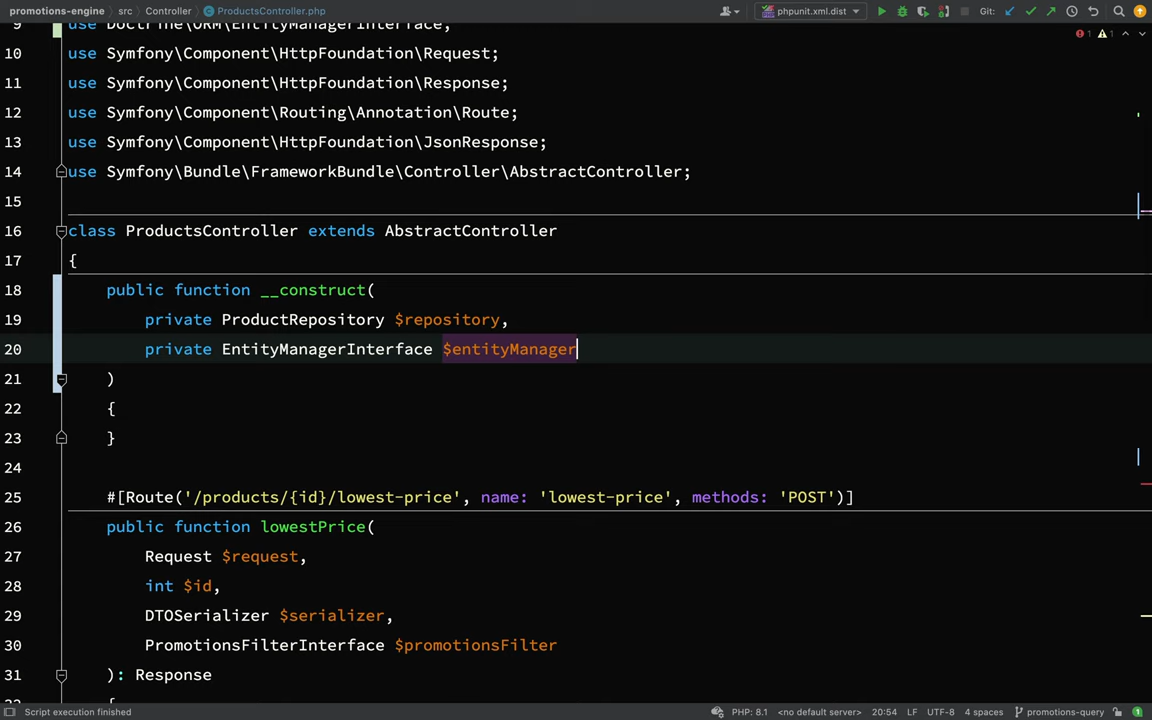 promotions-engine › src › Controller › ProductsController.php
phpunit.xml.dist
Git:
9 use Doctrine\ORM\EntityManagerInterface;
1 1
10 use Symfony\Component\HttpFoundation\Request;
11 use Symfony\Component\HttpFoundation\Response;
12 use Symfony\Component\Routing\Annotation\Route;
13 use Symfony\Component\HttpFoundation\JsonResponse;
14 use Symfony\Bundle\FrameworkBundle\Controller\AbstractController;
15
16 class ProductsController extends AbstractController
17 {
18 public function __construct(
19 private ProductRepository $repository,
20 private EntityManagerInterface $entityManager
21 )
22 {
23 }
24
25 #[Route('/products/{id}/lowest-price', name: 'lowest-price', methods: 'POST')]
26 public function lowestPrice(
27 Request $request,
28 int $id,
29 DTOSerializer $serializer,
30 PromotionsFilterInterface $promotionsFilter
31 ): Response
32 {
Script execution finished
PHP: 8.1 <no default server> 20:54 LF UTF-8 4 spaces promotions-query 1